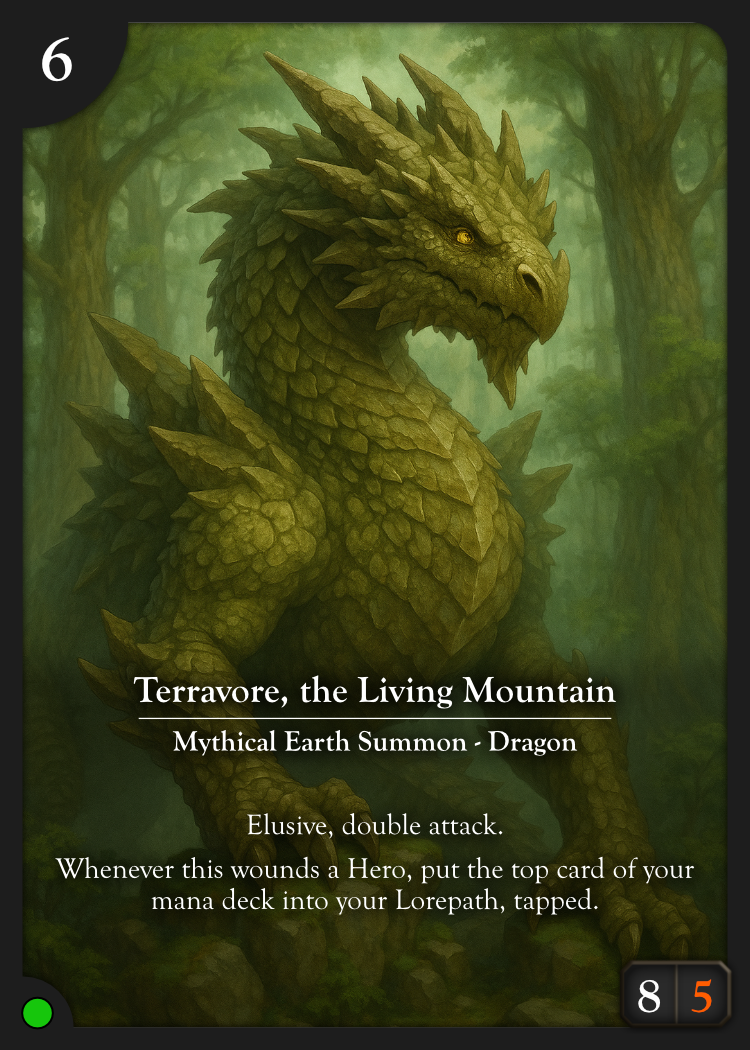 6
Terravore, the Living Mountain
Mythical Earth Summon - Dragon
Elusive, double attack.
Whenever this wounds a Hero, put the top card of your
mana deck into your Lorepath, tapped.
8 5